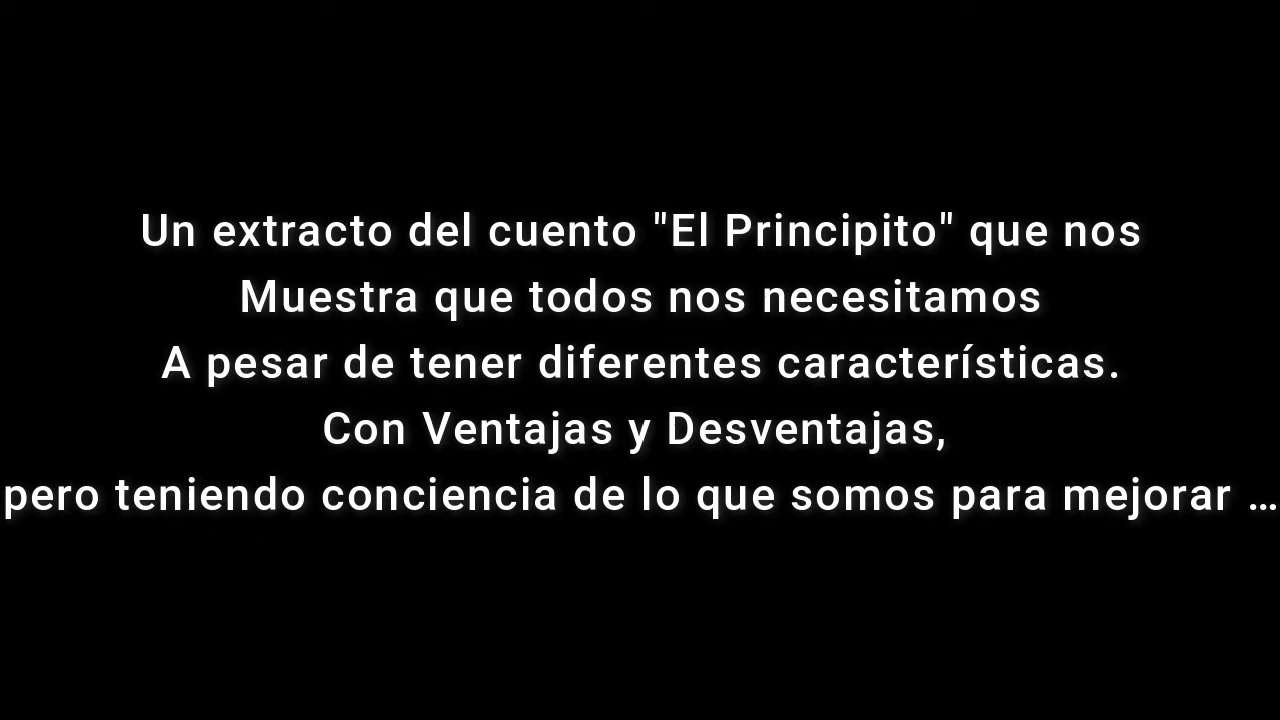 Un extracto del cuento "El Principito" que nos
Muestra que todos nos necesitamos
A pesar de tener diferentes características.
Con Ventajas y Desventajas,
pero teniendo conciencia de lo que somos para mejorar ...